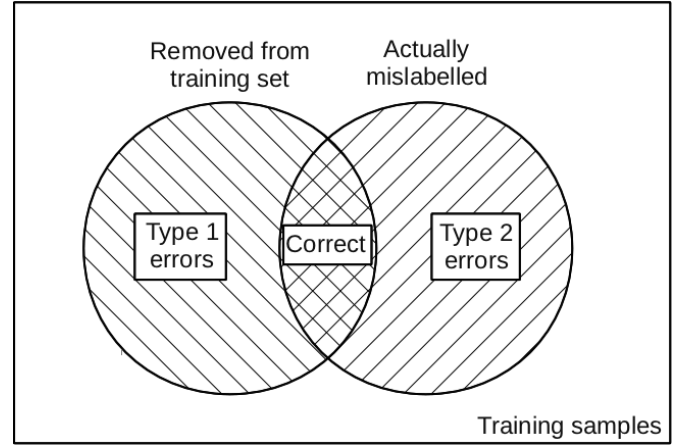 Removed from
training set
Actually
mislabelled
Type 1
errors
Correct
Type 2
errors
Training samples